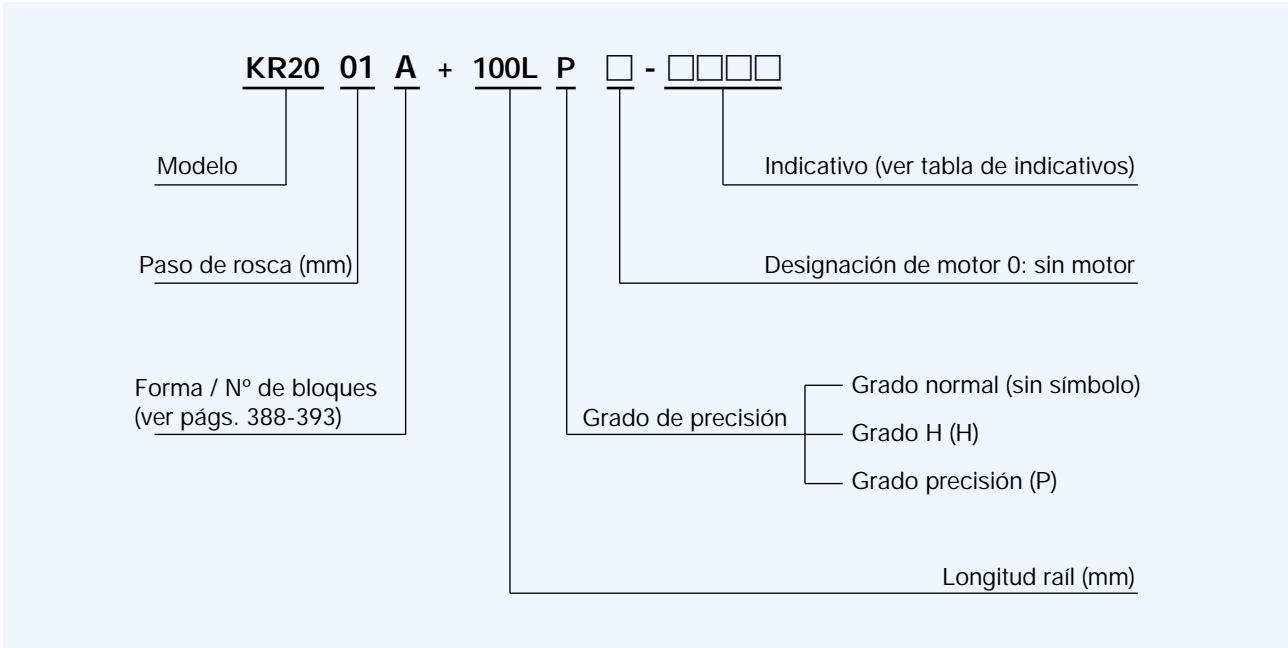 KR20 01 A + 100L P □ - □□□□
Modelo
Indicativo (ver tabla de indicativos)
Paso de rosca (mm)
Designación de motor 0: sin motor
Forma / Nº de bloques
(ver págs. 388-393)
Grado de precisión
Grado normal (sin símbolo)
Grado H (H)
Grado precisión (P)
Longitud raíl (mm)